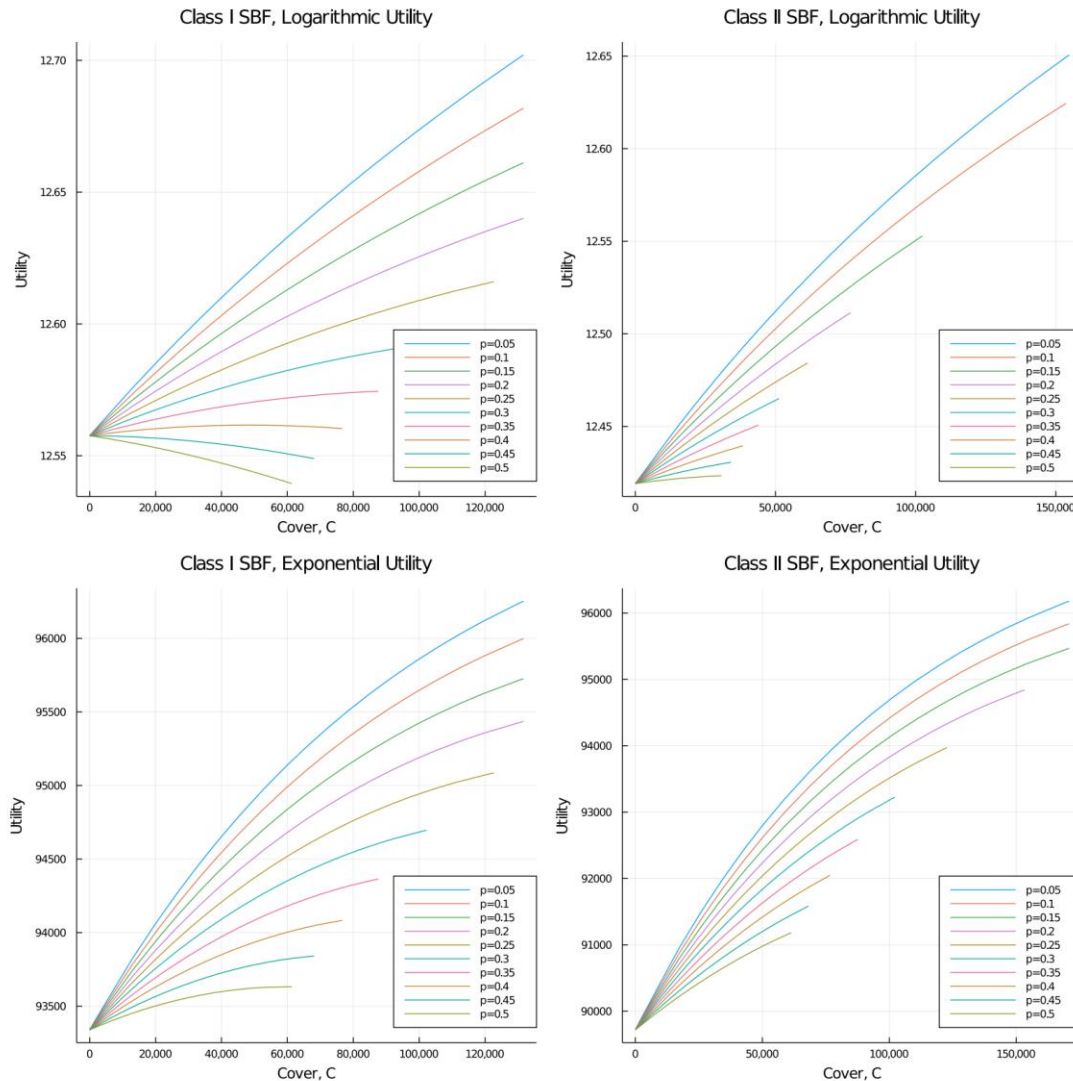 Class I SBF, Logarithmic Utility
12.70
12.65
12.60
12.55
Utility
0 20,000 40,000 60,000 80,000 100,000 120,000
Cover, C
p=0.05
p=0.1
p=0.15
p=0.2
p=0.25
p=0.3
p=0.35
p=0.4
p=0.45
p=0.5
Class II SBF, Logarithmic Utility
12.65
12.60
12.55
12.50
12.45
Utility
0 50,000 100,000 150,000
Cover, C
p=0.05
p=0.1
p=0.15
p=0.2
p=0.25
p=0.3
p=0.35
p=0.4
p=0.45
p=0.5
Class I SBF, Exponential Utility
96000
95500
95000
94500
94000
93500
Utility
0 20,000 40,000 60,000 80,000 100,000 120,000
Cover, C
p=0.05
p=0.1
p=0.15
p=0.2
p=0.25
p=0.3
p=0.35
p=0.4
p=0.45
p=0.5
Class II SBF, Exponential Utility
96000
95000
94000
93000
92000
91000
90000
Utility
0 50,000 100,000 150,000
Cover, C
p=0.05
p=0.1
p=0.15
p=0.2
p=0.25
p=0.3
p=0.35
p=0.4
p=0.45
p=0.5